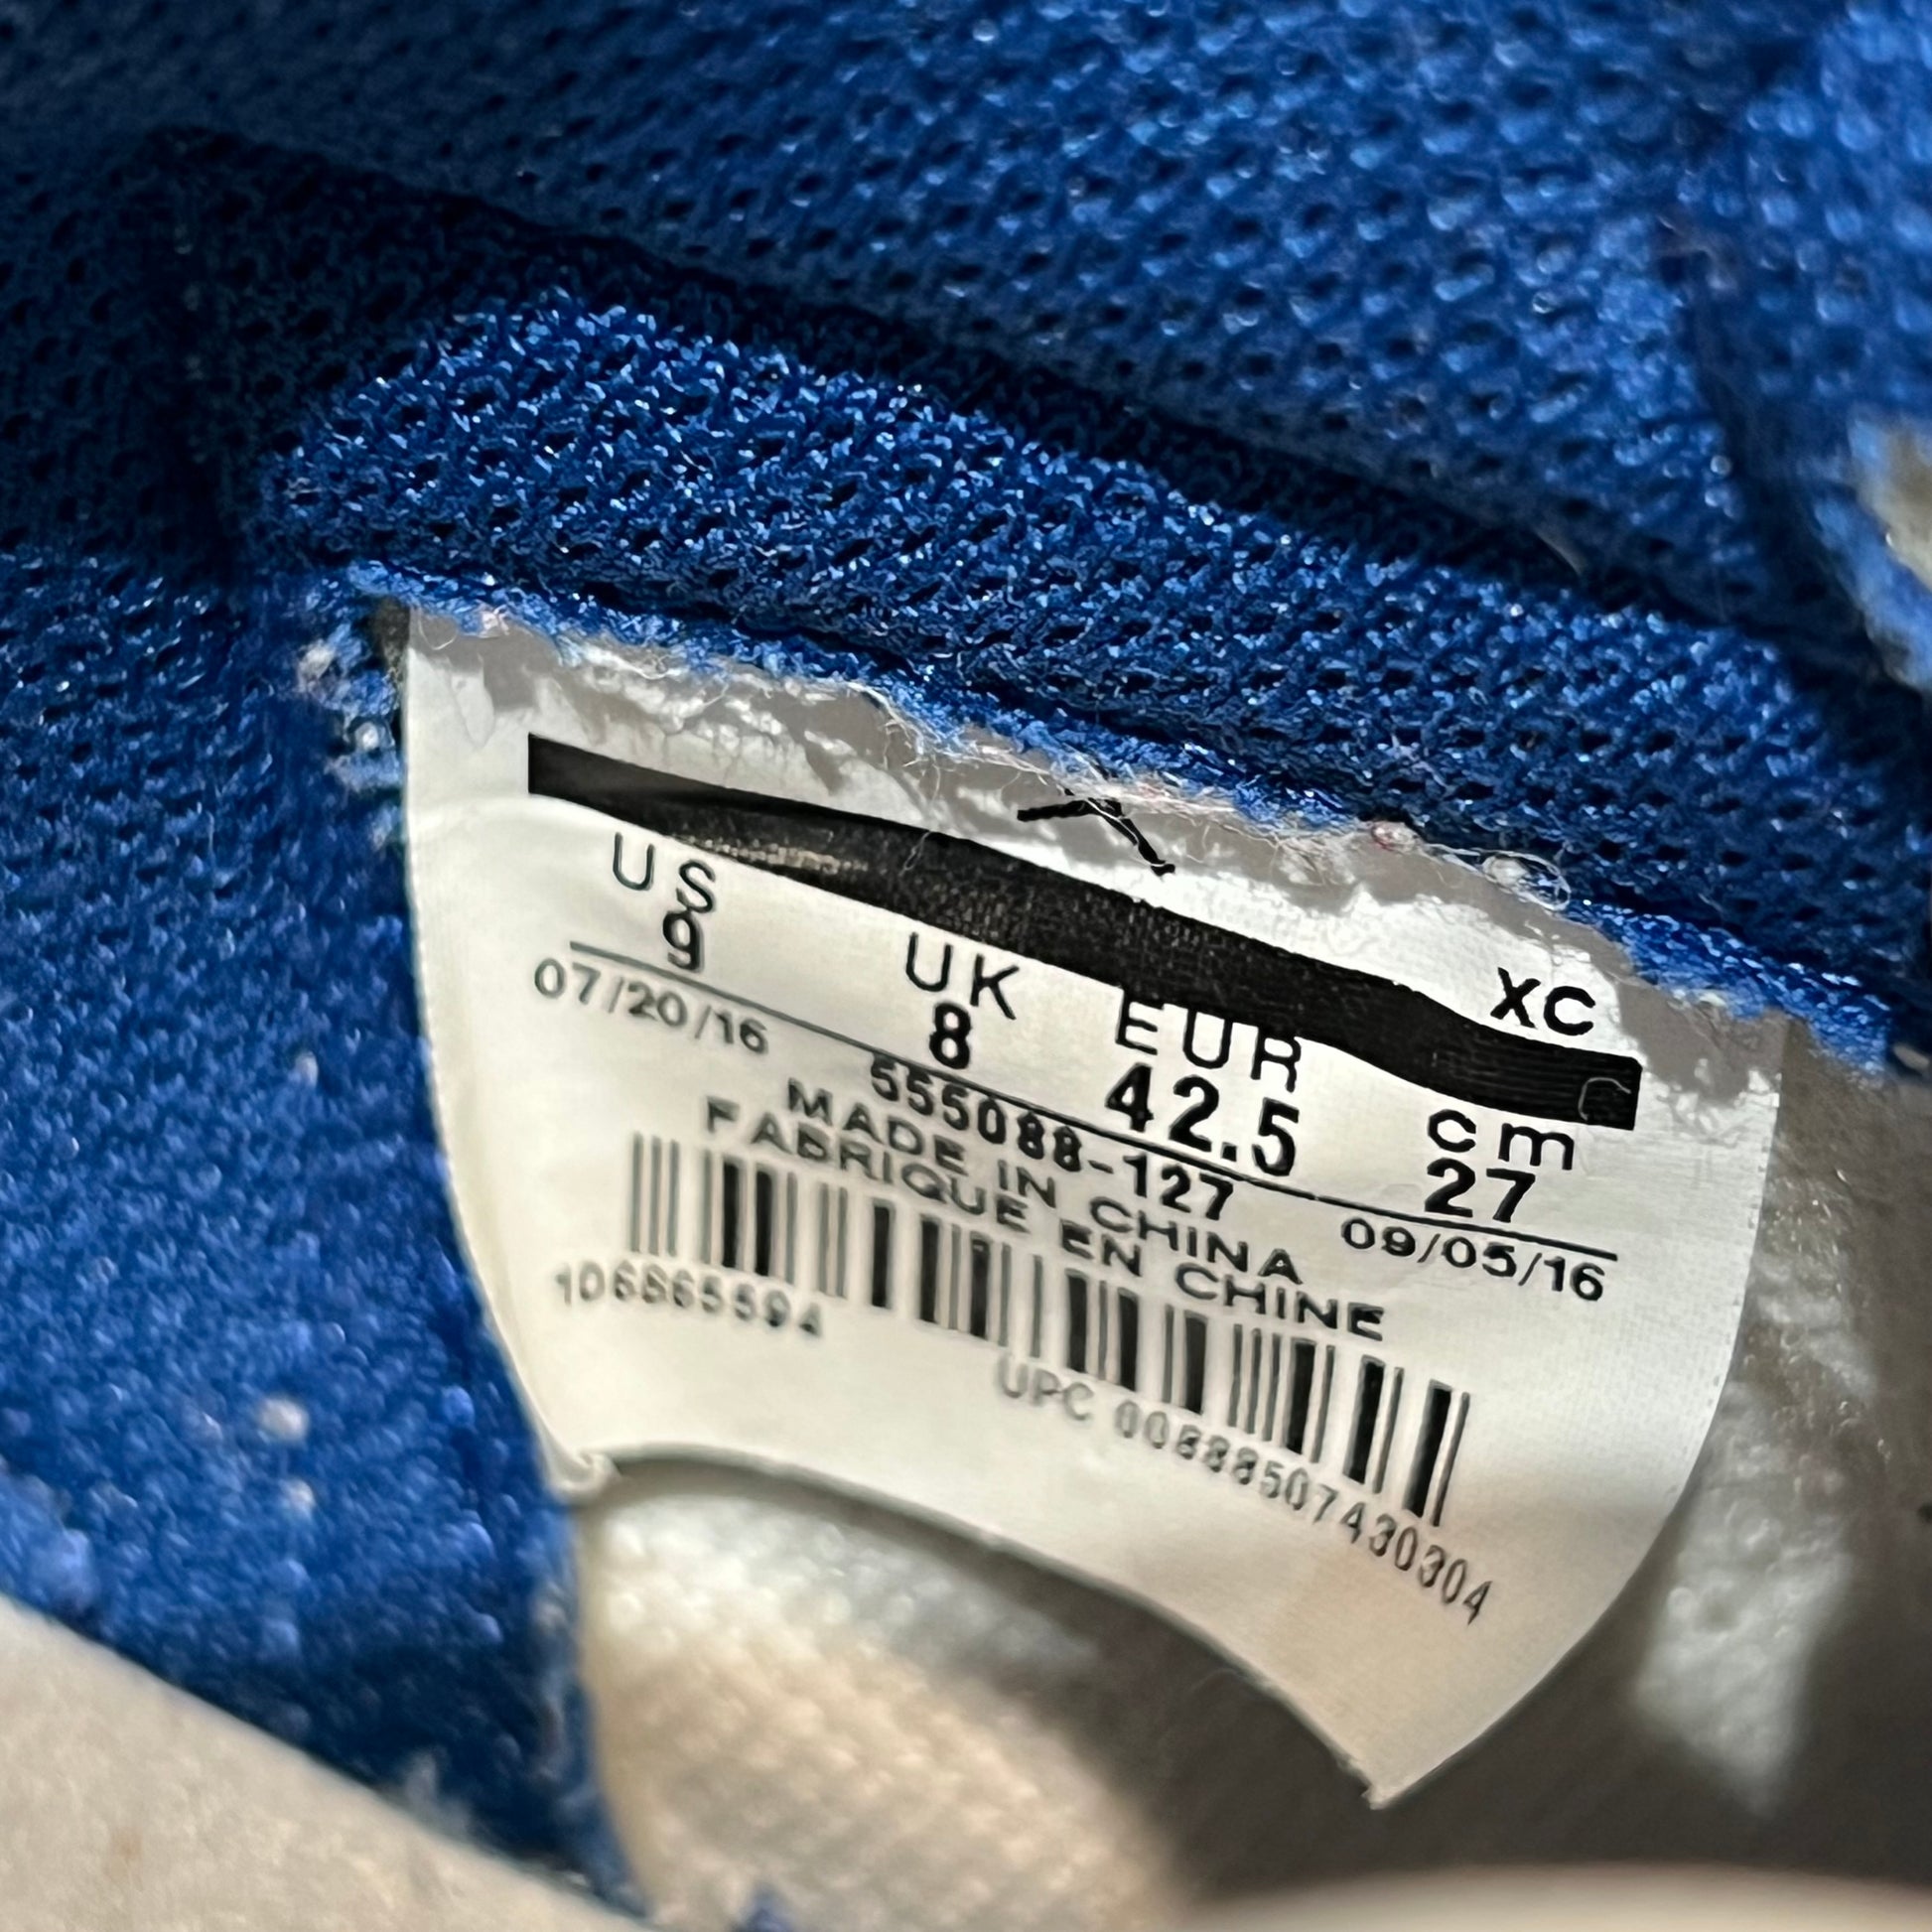 XC
US UK EUR cm
9 8 42.5 27
07/20/16 555088-127 09/05/16
MADE IN CHINA
FABRIQUE EN CHINE
UPC 00888507430304